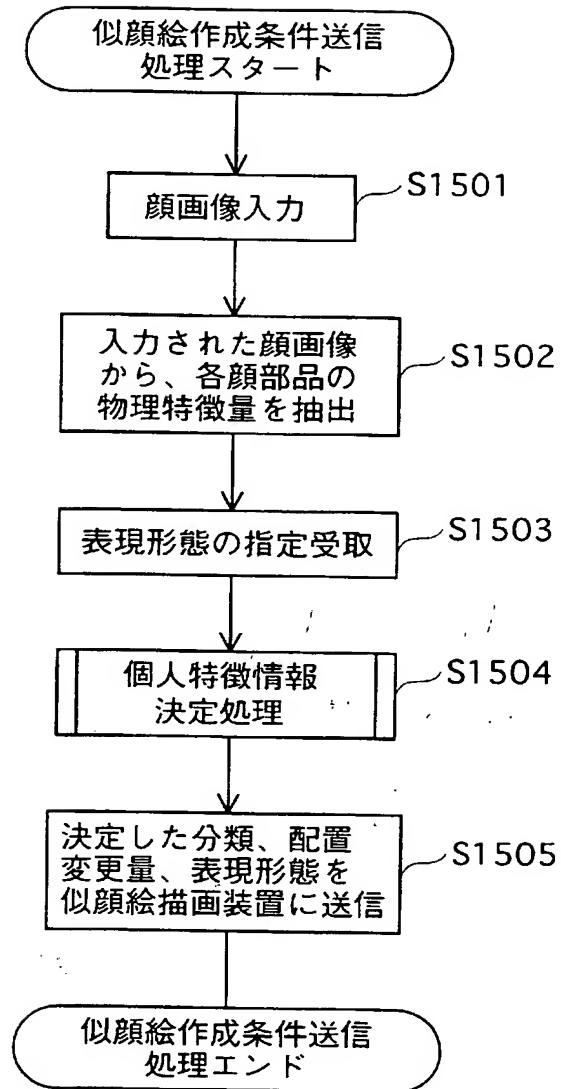 似顔絵作成条件送信
処理スタート
S1501
顔画像入力
入力された顔画像
から、各顔部品の
物理特徴量を抽出
S1502
表現形態の指定受取
S1503
個人特徴情報
決定処理
S1504
決定した分類、配置
変更量、表現形態を
似顔絵描画装置に送信
S1505
似顔絵作成条件送信
処理エンド